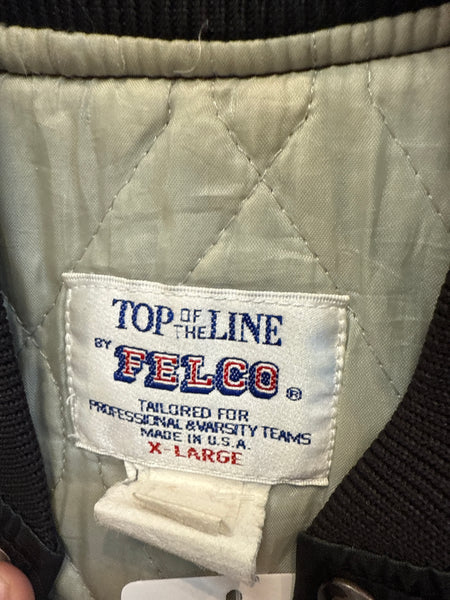 TOP OF THE LINE
BY FELCO ®
TAILORED FOR
PROFESSIONAL & VARSITY TEAMS
MADE IN U.S.A.
X-LARGE